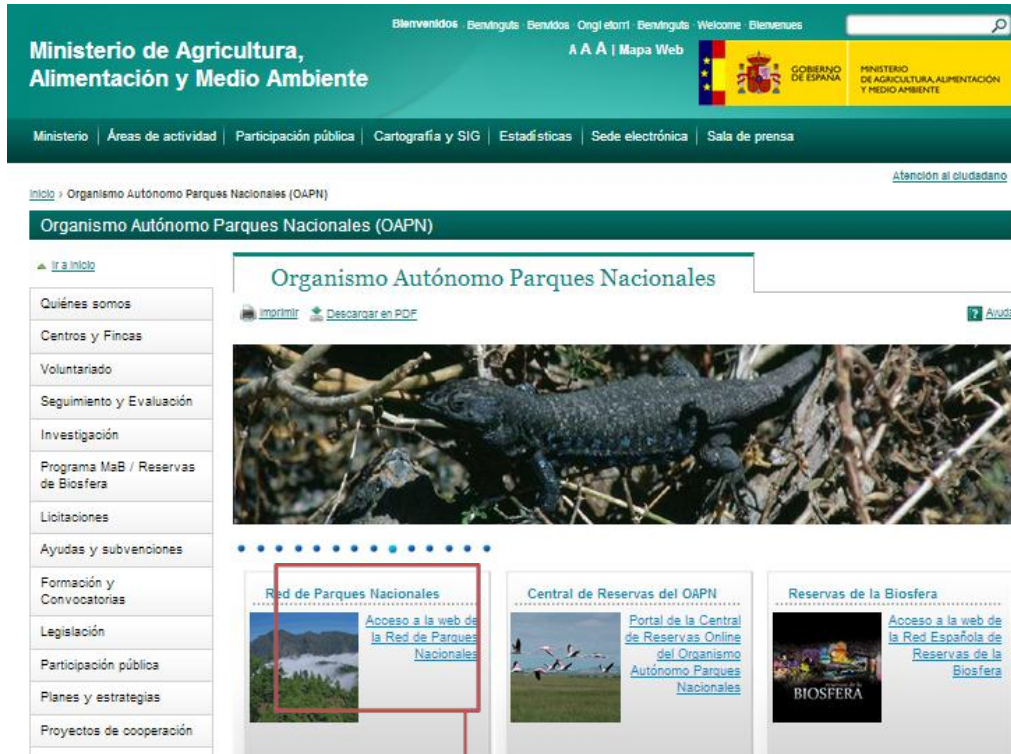 Bienvenidos · Benvinguts · Benvidos · Ongi etorri · Benvinguts · Welcome · Bienvenues
Ministerio de Agricultura,
Alimentación y Medio Ambiente
A A A | Mapa Web
GOBIERNO
DE ESPAÑA
MINISTERIO
DE AGRICULTURA, ALIMENTACIÓN
Y MEDIO AMBIENTE
Ministerio | Áreas de actividad | Participación pública | Cartografía y SIG | Estadísticas | Sede electrónica | Sala de prensa
Atención al ciudadano
Inicio > Organismo Autónomo Parques Nacionales (OAPN)
Organismo Autónomo Parques Nacionales (OAPN)
Ir a inicio
Organismo Autónomo Parques Nacionales
Imprimir Descargar en PDF
? Ayuda
Quiénes somos
Centros y Fincas
Voluntariado
Seguimiento y Evaluación
Investigación
Programa MaB / Reservas
de Biosfera
Licitaciones
Ayudas y subvenciones
Formación y
Convocatorias
Legislación
Participación pública
Planes y estrategias
Proyectos de cooperación
Red de Parques Nacionales
Acceso a la web de
la Red de Parques
Nacionales
Central de Reservas del OAPN
Portal de la Central
de Reservas Online
del Organismo
Autónomo Parques
Nacionales
Reservas de la Biosfera
BIOSFERA
Acceso a la web de
la Red Española de
Reservas de la
Biosfera